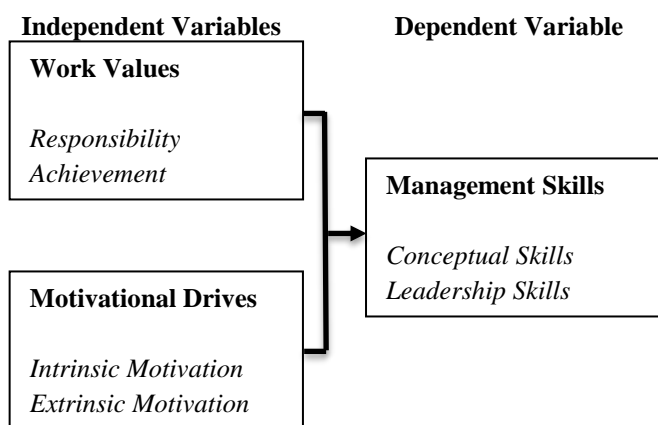 Independent Variables
Dependent Variable
Work Values
Responsibility
Achievement
Management Skills
Conceptual Skills
Leadership Skills
Motivational Drives
Intrinsic Motivation
Extrinsic Motivation